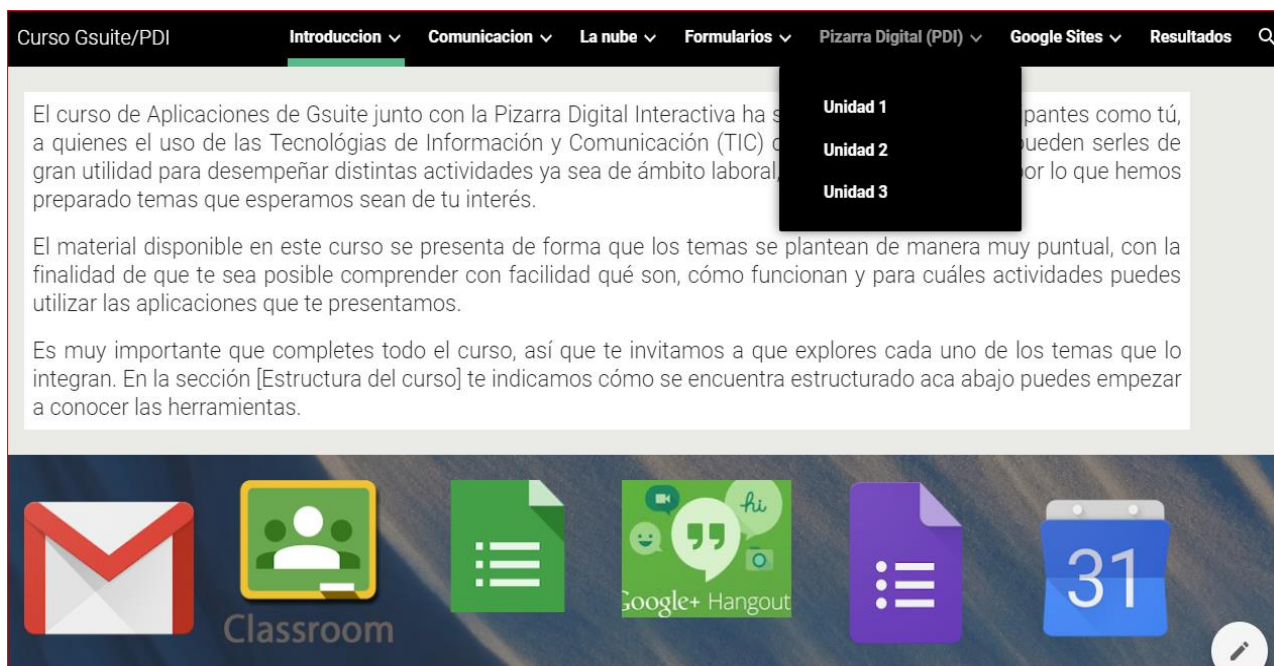 Curso Gsuite/PDI Introduccion Comunicacion La nube Formularios Pizarra Digital (PDI) Google Sites Resultados
Unidad 1
Unidad 2
Unidad 3
El curso de Aplicaciones de Gsuite junto con la Pizarra Digital Interactiva ha s pantes como tú,
a quienes el uso de las Tecnológias de Información y Comunicación (TIC) ueden serles de
gran utilidad para desempeñar distintas actividades ya sea de ámbito laboral, or lo que hemos
preparado temas que esperamos sean de tu interés.
El material disponible en este curso se presenta de forma que los temas se plantean de manera muy puntual, con la
finalidad de que te sea posible comprender con facilidad qué son, cómo funcionan y para cuáles actividades puedes
utilizar las aplicaciones que te presentamos.
Es muy importante que completes todo el curso, así que te invitamos a que explores cada uno de los temas que lo
integran. En la sección [Estructura del curso] te indicamos cómo se encuentra estructurado aca abajo puedes empezar
a conocer las herramientas.
Classroom
hi
Google+ Hangout
31